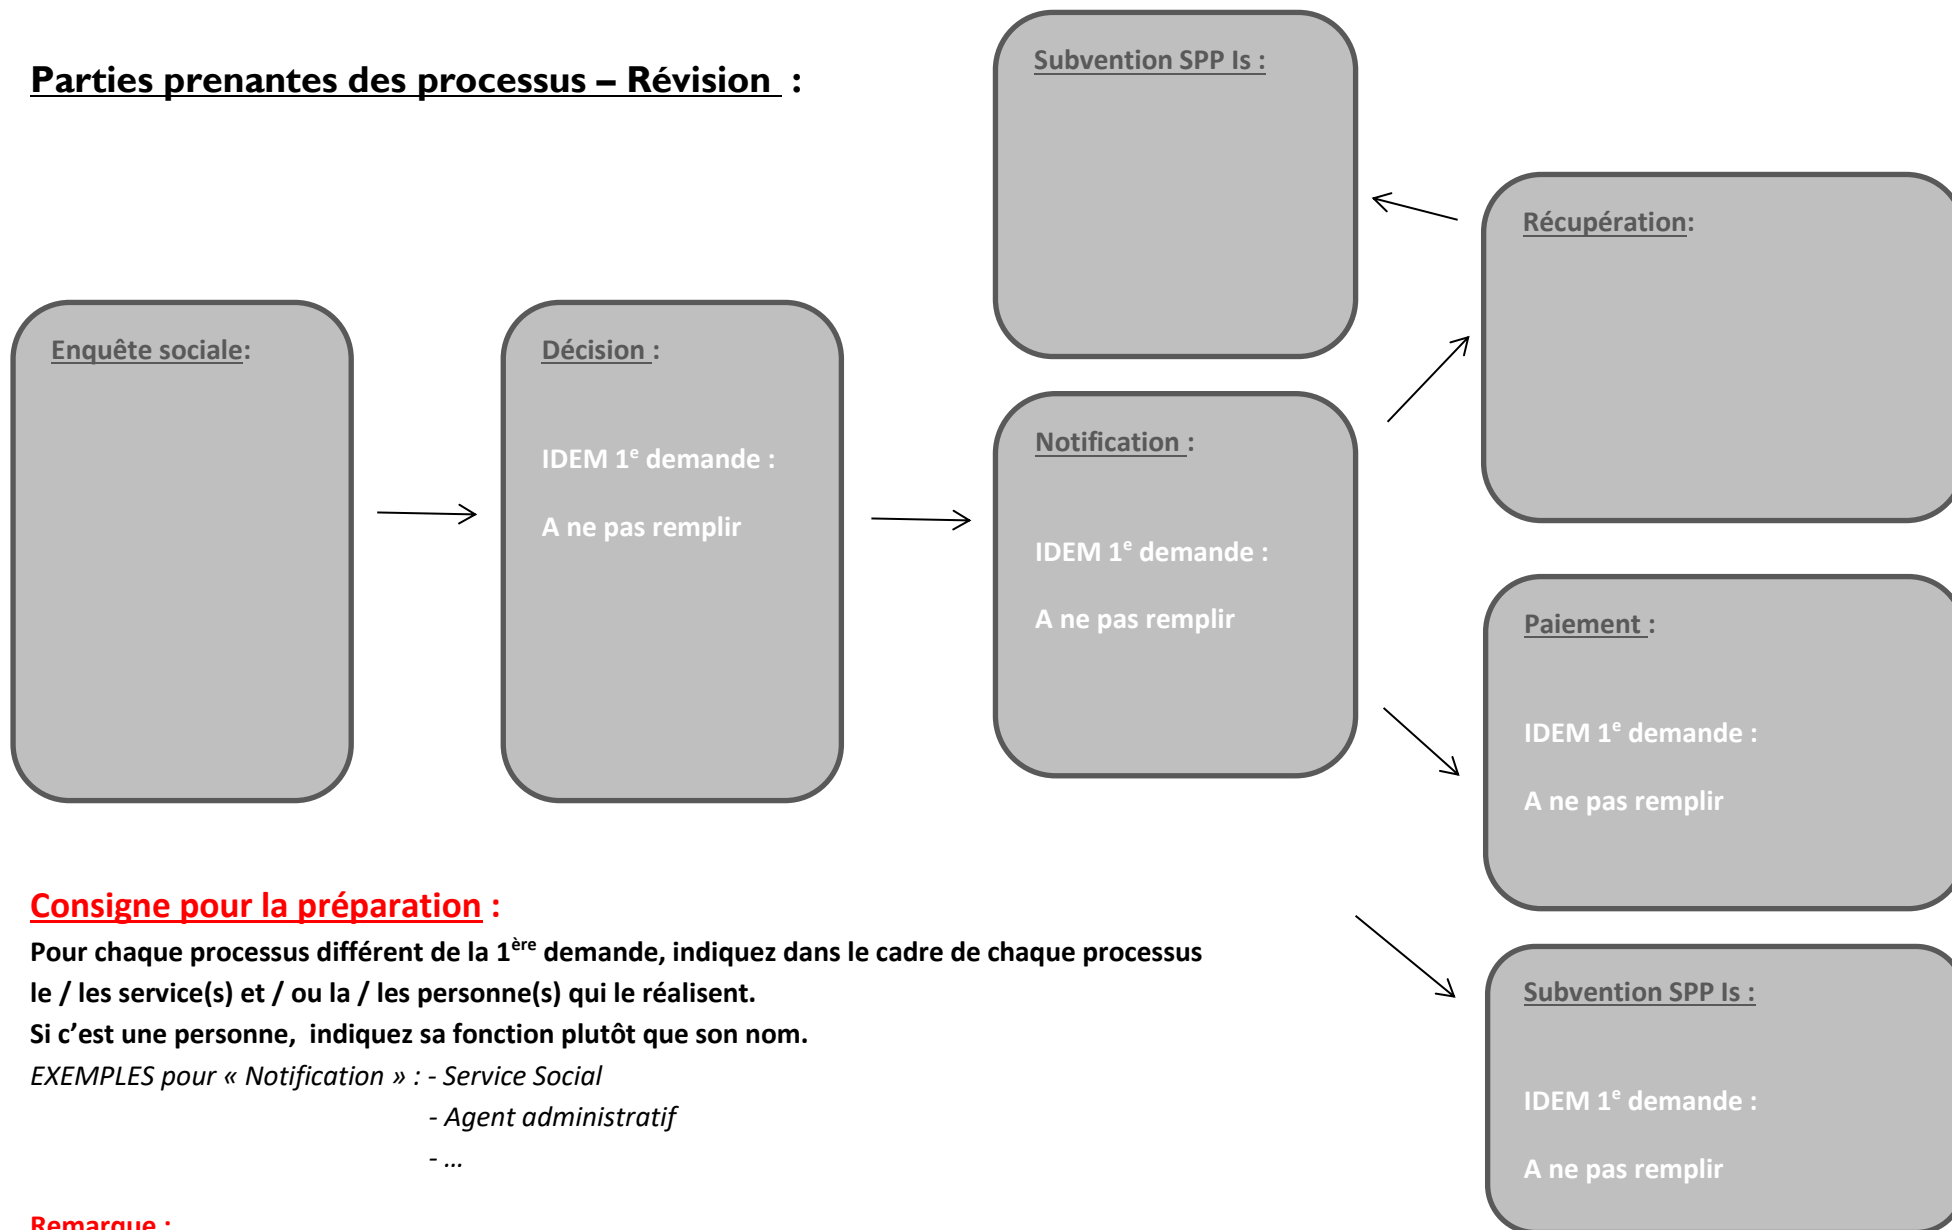 Parties prenantes des processus – Révision :
Subvention SPP Is :
Récupération:
Enquête sociale:
Décision :
IDEM 1e demande :
A ne pas remplir
Notification :
IDEM 1e demande :
A ne pas remplir
Paiement :
IDEM 1e demande :
A ne pas remplir
Subvention SPP Is :
IDEM 1e demande :
A ne pas remplir
Consigne pour la préparation :
Pour chaque processus différent de la 1ère demande, indiquez dans le cadre de chaque processus
le / les service(s) et / ou la / les personne(s) qui le réalisent.
Si c’est une personne, indiquez sa fonction plutôt que son nom.
EXEMPLES pour « Notification » : - Service Social
- Agent administratif
- …
Remarque :